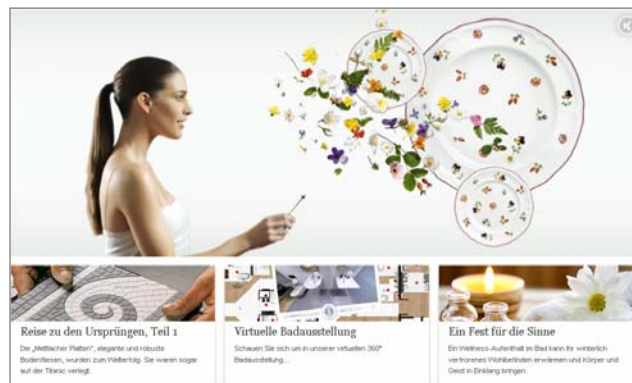 Reise zu den Ursprüngen, Teil 1
Die „Mettlacher Platten", elegante und robuste
Bodenfliesen, wurden zum Welterfolg. Sie waren sogar
auf der Titanic verlegt.
Virtuelle Badausstellung
Schauen Sie sich um in unserer virtuellen 360°
Badausstellung...
Ein Fest für die Sinne
Ein Wellness-Aufenthalt im Bad kann Ihr winterlich
verfrorenes Wohlbefinden erwärmen und Körper und
Geist in Einklang bringen.